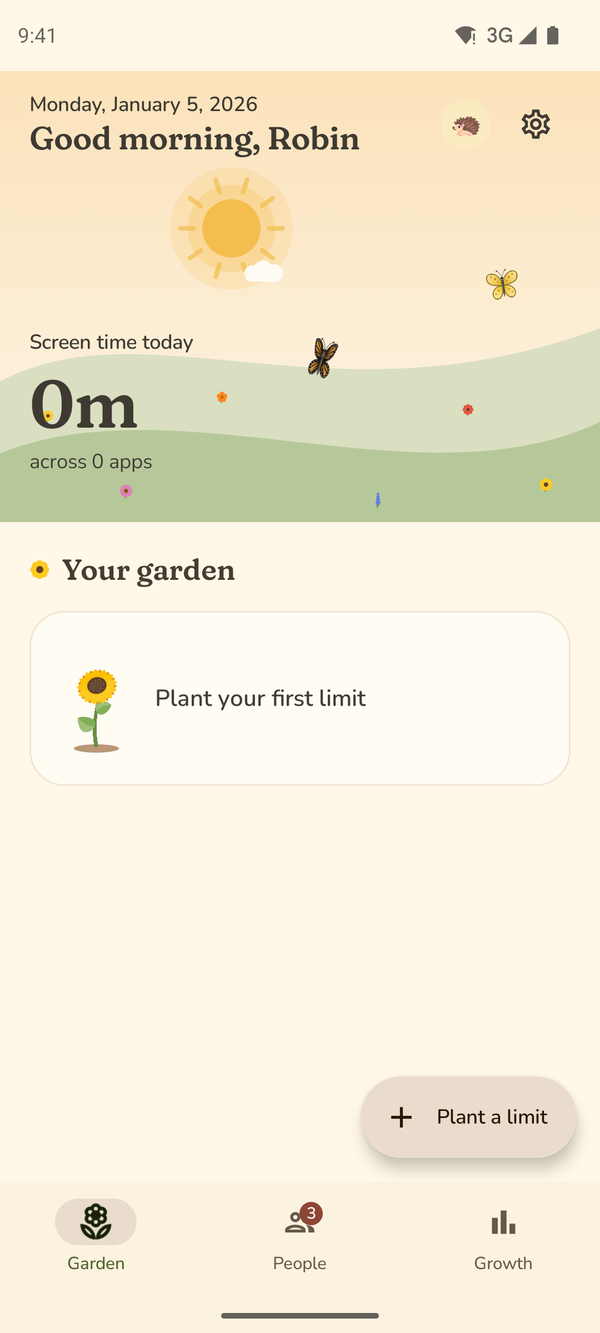 9:41
3G
Monday, January 5, 2026
Good morning, Robin
Screen time today
0m
across 0 apps
Your garden
Plant your first limit
Plant a limit
3
Garden
People
Growth